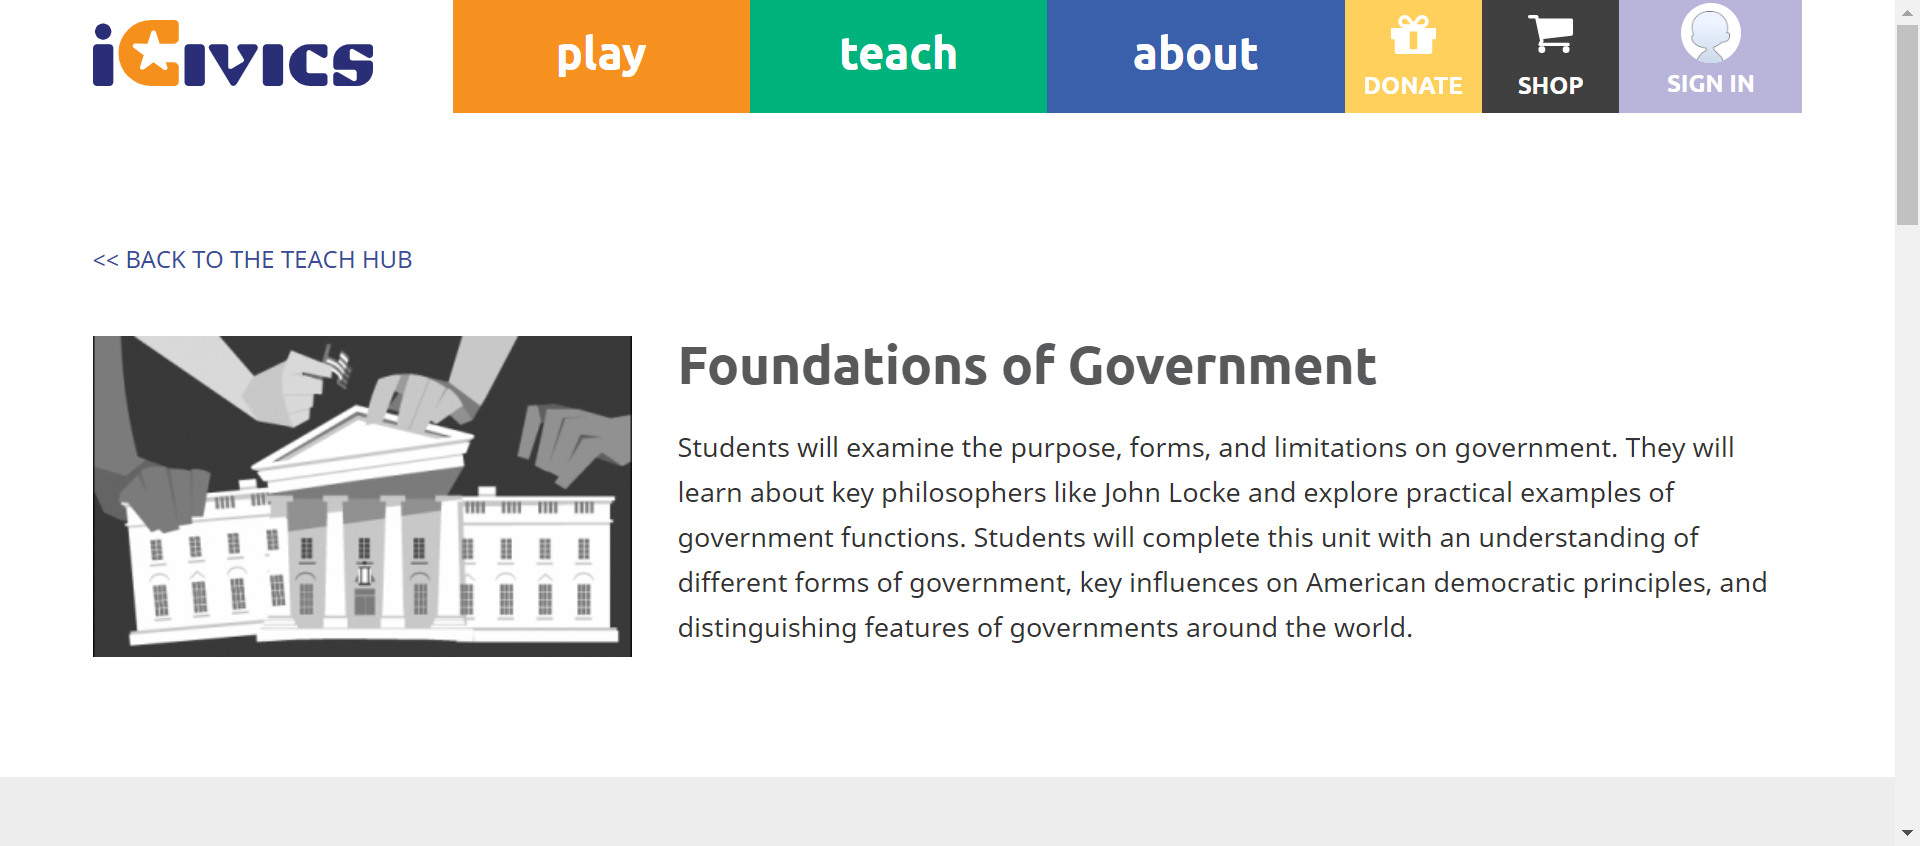 iCivics
play
teach
about
DONATE
SHOP
SIGN IN
<< BACK TO THE TEACH HUB
Foundations of Government
Students will examine the purpose, forms, and limitations on government. They will
learn about key philosophers like John Locke and explore practical examples of
government functions. Students will complete this unit with an understanding of
different forms of government, key influences on American democratic principles, and
distinguishing features of governments around the world.